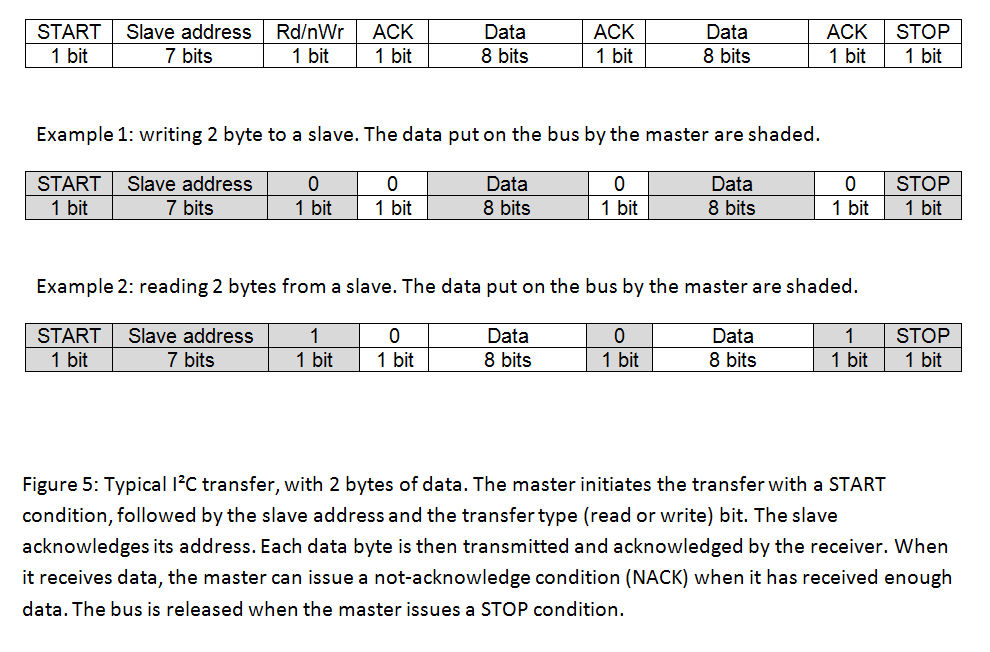 START Slave address Rd/nWr ACK Data ACK Data ACK STOP
1 bit 7 bits 1 bit 1 bit 8 bits 1 bit 8 bits 1 bit 1 bit
Example 1: writing 2 byte to a slave. The data put on the bus by the master are shaded.
START Slave address 0 0 Data 0 Data 0 STOP
1 bit 7 bits 1 bit 1 bit 8 bits 1 bit 8 bits 1 bit 1 bit
Example 2: reading 2 bytes from a slave. The data put on the bus by the master are shaded.
START Slave address 1 0 Data 0 Data 1 STOP
1 bit 7 bits 1 bit 1 bit 8 bits 1 bit 8 bits 1 bit 1 bit
Figure 5: Typical I²C transfer, with 2 bytes of data. The master initiates the transfer with a START
condition, followed by the slave address and the transfer type (read or write) bit. The slave
acknowledges its address. Each data byte is then transmitted and acknowledged by the receiver. When
it receives data, the master can issue a not-acknowledge condition (NACK) when it has received enough
data. The bus is released when the master issues a STOP condition.